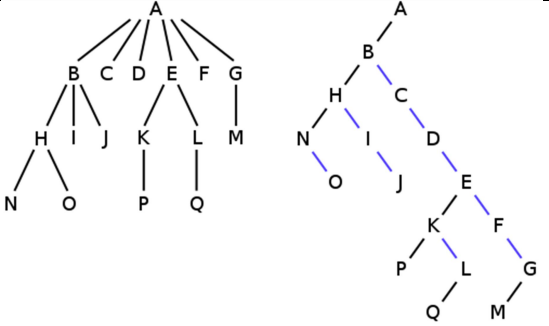 A
B C D E F G
H I J K L M
N O P Q
A
B
H C
N I D
O J E
K F
P L G
Q M